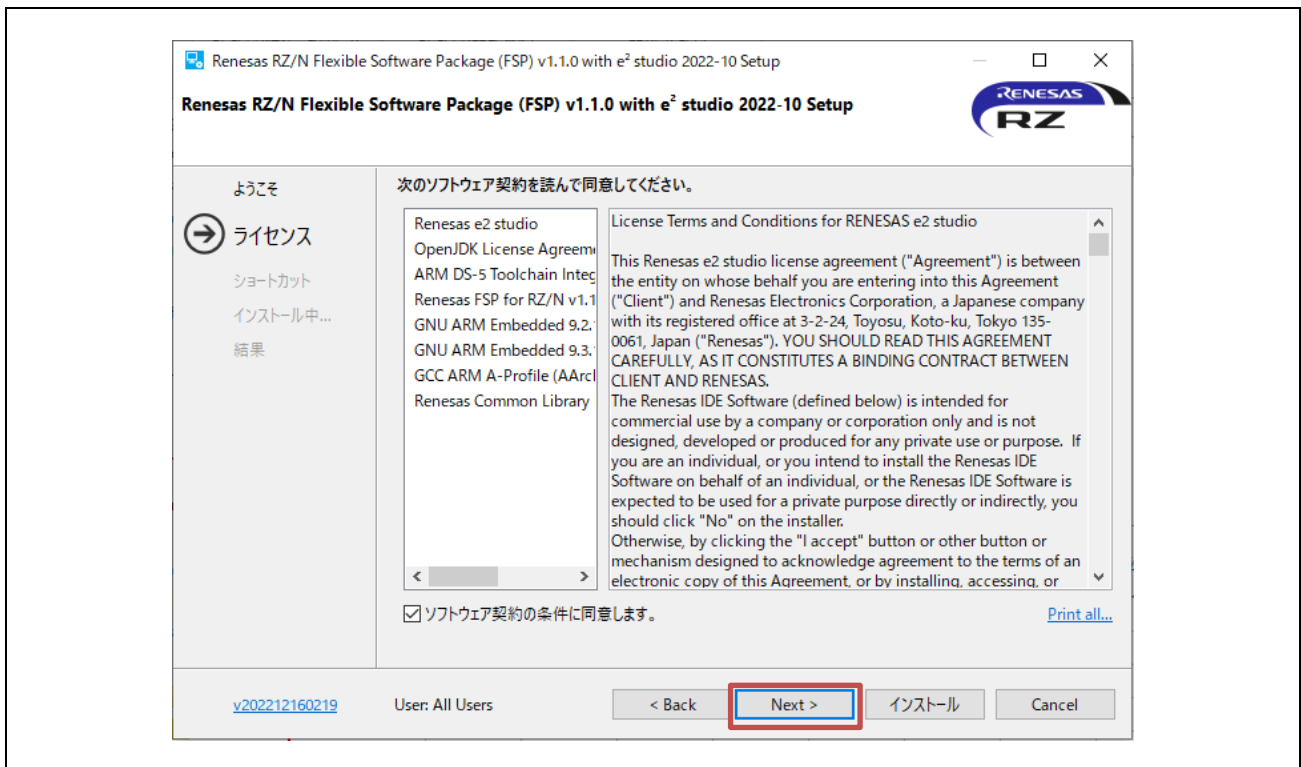 Renesas RZ/N Flexible Software Package (FSP) v1.1.0 with e² studio 2022-10 Setup
Renesas RZ/N Flexible Software Package (FSP) v1.1.0 with e² studio 2022-10 Setup
RENESAS
RZ
ようこそ
ライセンス
ショートカット
インストール中...
結果
次のソフトウェア契約を読んで同意してください。
Renesas e2 studio
OpenJDK License Agreem
ARM DS-5 Toolchain Integ
Renesas FSP for RZ/N v1.1
GNU ARM Embedded 9.2.
GNU ARM Embedded 9.3.
GCC ARM A-Profile (AArcl
Renesas Common Library
License Terms and Conditions for RENESAS e2 studio
This Renesas e2 studio license agreement ("Agreement") is between
the entity on whose behalf you are entering into this Agreement
("Client") and Renesas Electronics Corporation, a Japanese company
with its registered office at 3-2-24, Toyosu, Koto-ku, Tokyo 135-
0061, Japan ("Renesas"). YOU SHOULD READ THIS AGREEMENT
CAREFULLY, AS IT CONSTITUTES A BINDING CONTRACT BETWEEN
CLIENT AND RENESAS.
The Renesas IDE Software (defined below) is intended for
commercial use by a company or corporation only and is not
designed, developed or produced for any private use or purpose. If
you are an individual, or you intend to install the Renesas IDE
Software on behalf of an individual, or the Renesas IDE Software is
expected to be used for a private purpose directly or indirectly, you
should click "No" on the installer.
Otherwise, by clicking the "I accept" button or other button or
mechanism designed to acknowledge agreement to the terms of an
electronic copy of this Agreement, or by installing, accessing, or
ソフトウェア契約の条件に同意します。
Print all...
v202212160219
User: All Users
< Back
Next >
インストール
Cancel